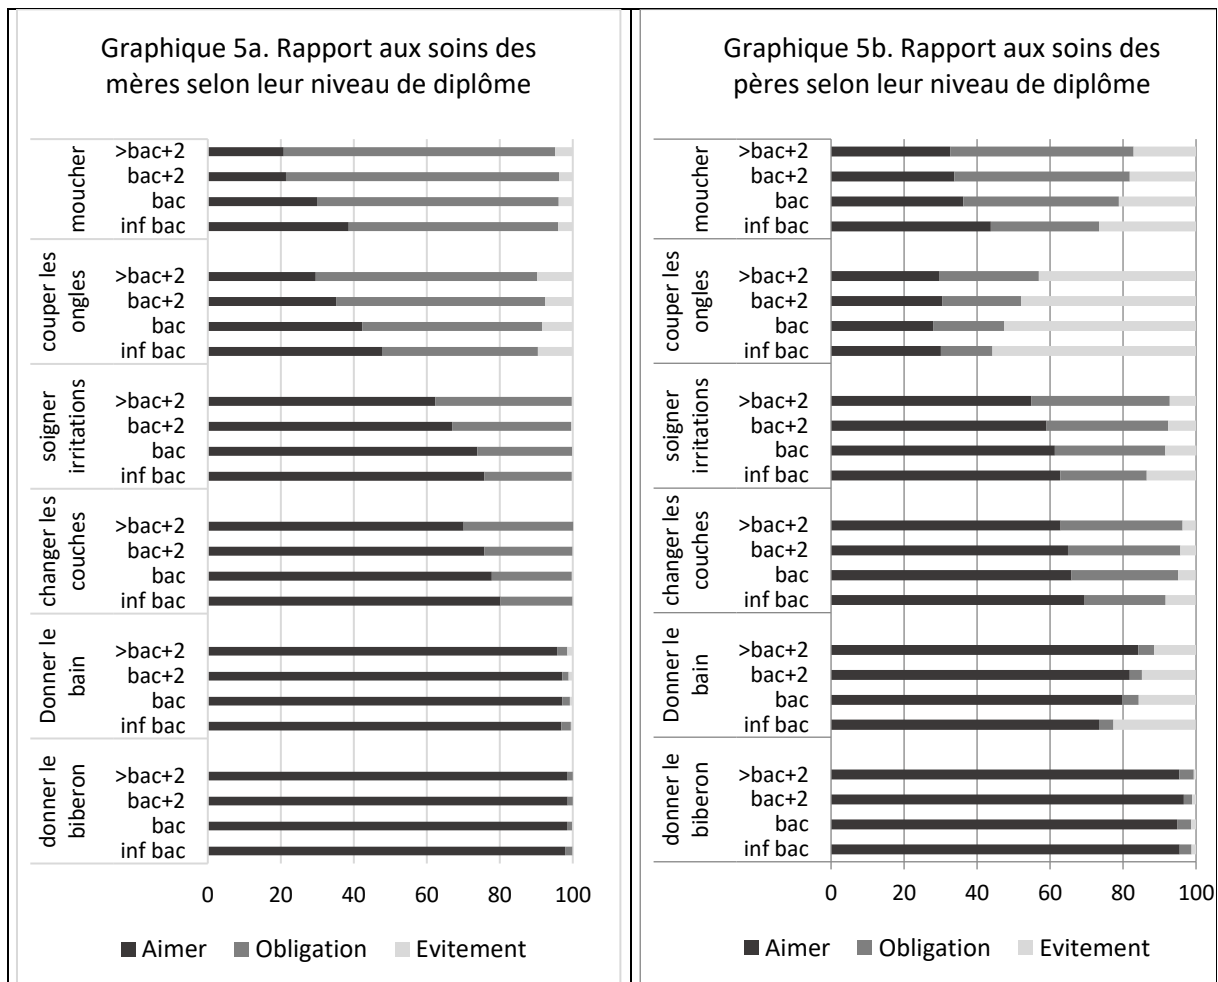 Graphique 5a. Rapport aux soins des
mères selon leur niveau de diplôme
moucher
>bac+2
bac+2
bac
inf bac
couper les
ongles
>bac+2
bac+2
bac
inf bac
soigner
irritations
>bac+2
bac+2
bac
inf bac
changer les
couches
>bac+2
bac+2
bac
inf bac
Donner le
bain
>bac+2
bac+2
bac
inf bac
donner le
biberon
>bac+2
bac+2
bac
inf bac
0 20 40 60 80 100
Aimer Obligation Evitement
Graphique 5b. Rapport aux soins des
pères selon leur niveau de diplôme
moucher
>bac+2
bac+2
bac
inf bac
couper les
ongles
>bac+2
bac+2
bac
inf bac
soigner
irritations
>bac+2
bac+2
bac
inf bac
changer les
couches
>bac+2
bac+2
bac
inf bac
Donner le
bain
>bac+2
bac+2
bac
inf bac
donner le
biberon
>bac+2
bac+2
bac
inf bac
0 20 40 60 80 100
Aimer Obligation Evitement